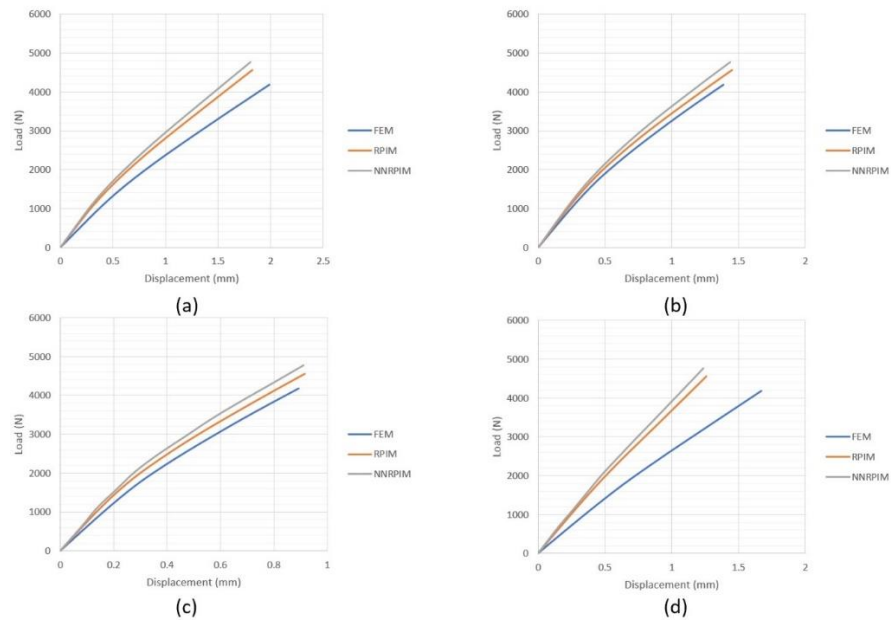 6000
5000
4000
3000
2000
1000
0
Load (N)
0 0.5 1 1.5 2 2.5
Displacement (mm)
FEM
RPIM
NNRPIM
(a)
6000
5000
4000
3000
2000
1000
0
Load (N)
0 0.5 1 1.5 2
Displacement (mm)
FEM
RPIM
NNRPIM
(b)
6000
5000
4000
3000
2000
1000
0
Load (N)
0 0.2 0.4 0.6 0.8 1
Displacement (mm)
FEM
RPIM
NNRPIM
(c)
6000
5000
4000
3000
2000
1000
0
Load (N)
0 0.5 1 1.5 2
Displacement (mm)
FEM
RPIM
NNRPIM
(d)